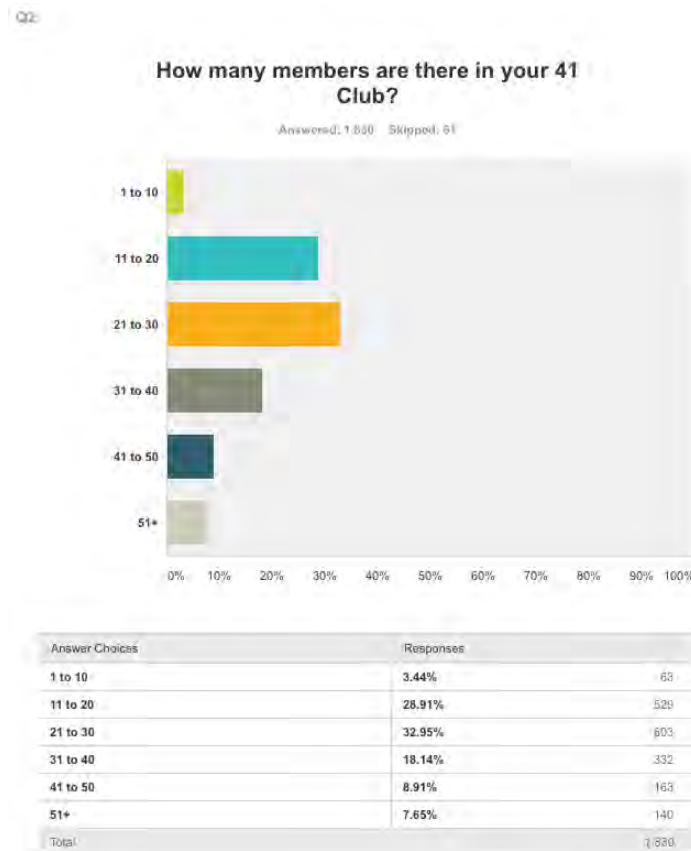 Q2
How many members are there in your 41
Club?
Answered: 1,830 Skipped: 61
1 to 10
11 to 20
21 to 30
31 to 40
41 to 50
51+
0% 10% 20% 30% 40% 50% 60% 70% 80% 90% 100%
Answer Choices Responses
1 to 10 3.44% 63
11 to 20 28.91% 529
21 to 30 32.95% 603
31 to 40 18.14% 332
41 to 50 8.91% 163
51+ 7.65% 140
Total 1,830